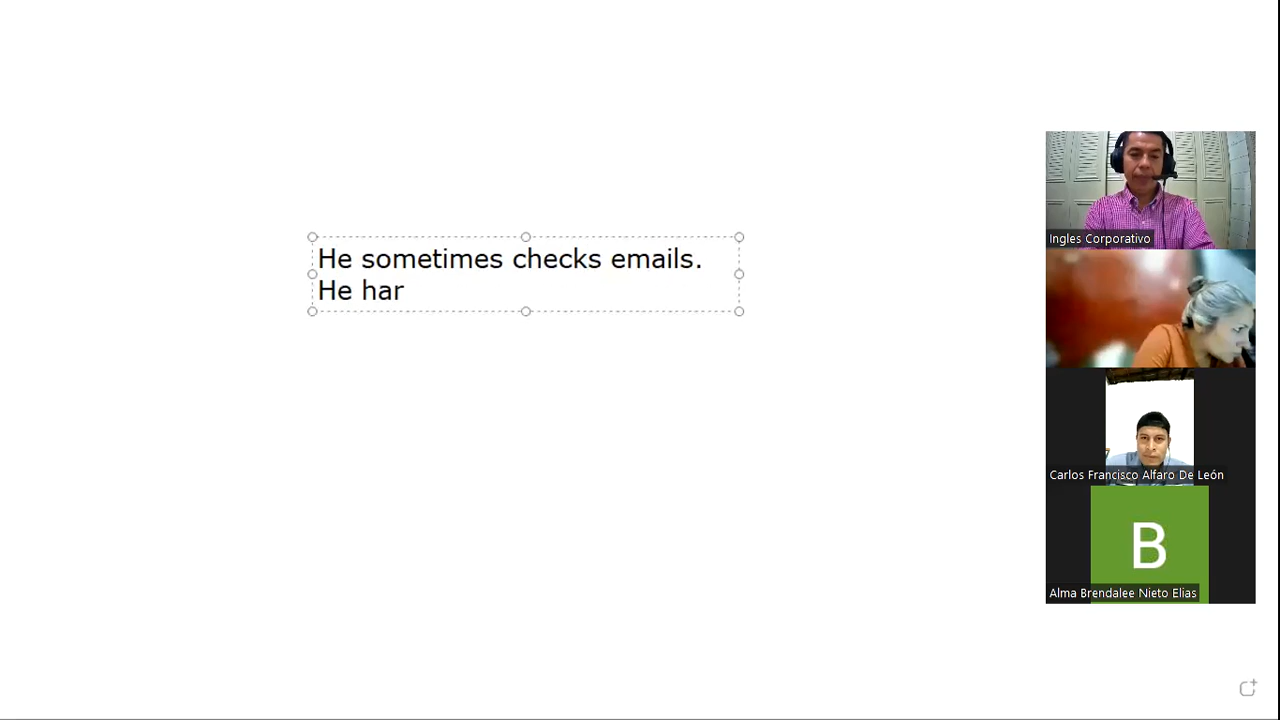 He sometimes checks emails.
He har
Ingles Corporativo
Carlos Francisco Alfaro De León
B
Alma Brendalee Nieto Elias